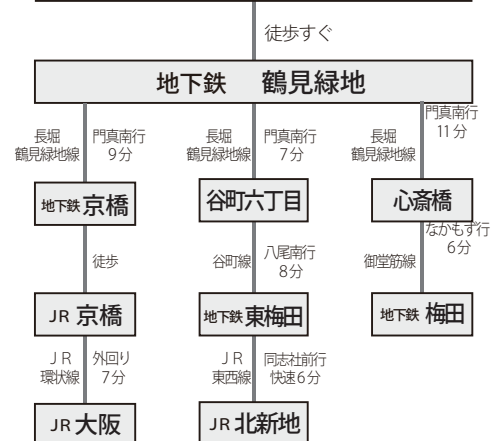 徒歩すぐ
地下鉄 鶴見緑地
長堀
鶴見緑地線
門真南行
9分
長堀
鶴見緑地線
門真南行
7分
長堀
鶴見緑地線
門真南行
11分
地下鉄 京橋
谷町六丁目
心斎橋
徒歩
谷町線
八尾南行
8分
御堂筋線
なかもず行
6分
JR 京橋
地下鉄 東梅田
地下鉄 梅田
JR
環状線
外回り
7分
JR
東西線
同志社前行
快速6分
JR 大阪
JR 北新地